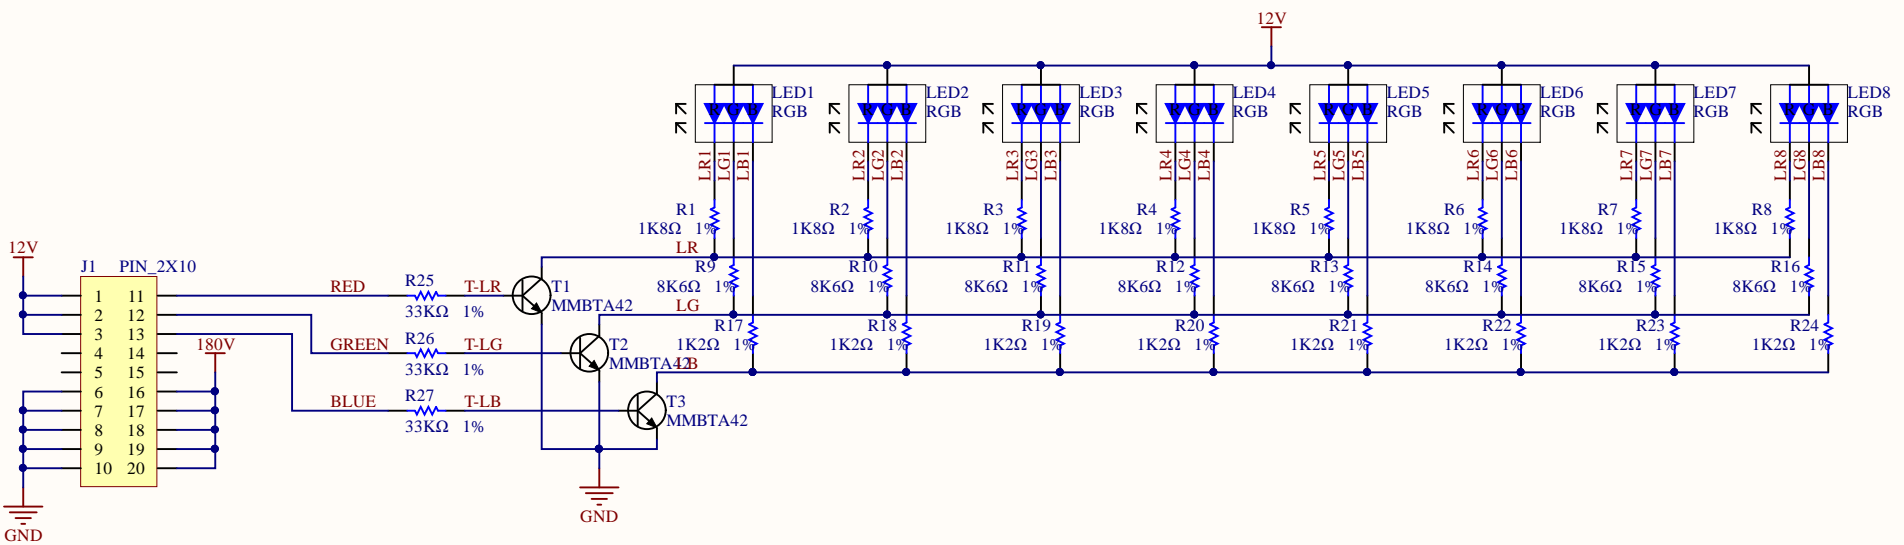 12V
LED1 LED2 LED3 LED4 LED5 LED6 LED7 LED8
RGB RGB RGB RGB RGB RGB RGB RGB
LR1 LG1 LB1 LR2 LG2 LB2 LR3 LG3 LB3 LR4 LG4 LB4 LR5 LG5 LB5 LR6 LG6 LB6 LR7 LG7 LB7 LR8 LG8 LB8
R1 R2 R3 R4 R5 R6 R7 R8
1K8Ω 1% 1K8Ω 1% 1K8Ω 1% 1K8Ω 1% 1K8Ω 1% 1K8Ω 1% 1K8Ω 1% 1K8Ω 1%
12V LR
J1 PIN_2X10 R9 R10 R11 R12 R13 R14 R15 R16
RED R25 T-LR T1 8K6Ω 1% 8K6Ω 1% 8K6Ω 1% 8K6Ω 1% 8K6Ω 1% 8K6Ω 1% 8K6Ω 1% 8K6Ω 1%
1 11
33KΩ 1% MMBTA42 LG
2 12
R17 R18 R19 R20 R21 R22 R23 R24
3 13
180V GREEN R26 T-LG T2 1K2Ω 1% 1K2Ω 1% 1K2Ω 1% 1K2Ω 1% 1K2Ω 1% 1K2Ω 1% 1K2Ω 1% 1K2Ω 1%
4 14
33KΩ 1% MMBTA42 LB
5 15
6 16
BLUE R27 T-LB T3
7 17
33KΩ 1% MMBTA42
8 18
9 19
10 20
GND
GND